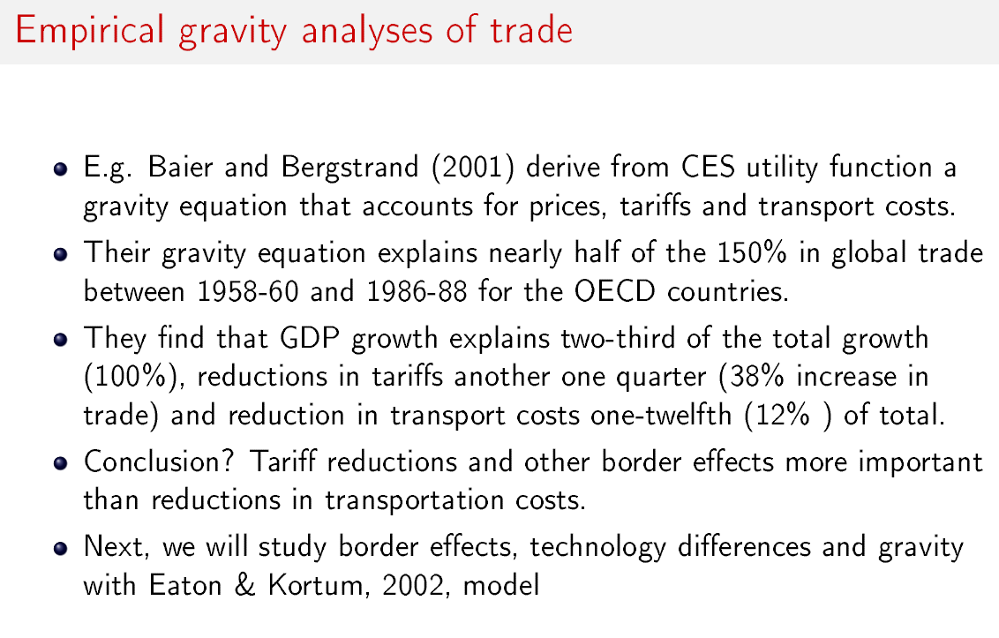 Empirical gravity analyses of trade
E.g. Baier and Bergstrand (2001) derive from CES utility function a
gravity equation that accounts for prices, tariffs and transport costs.
Their gravity equation explains nearly half of the 150% in global trade
between 1958-60 and 1986-88 for the OECD countries.
They find that GDP growth explains two-third of the total growth
(100%), reductions in tariffs another one quarter (38% increase in
trade) and reduction in transport costs one-twelfth (12% ) of total.
Conclusion? Tariff reductions and other border effects more important
than reductions in transportation costs.
Next, we will study border effects, technology differences and gravity
with Eaton & Kortum, 2002, model